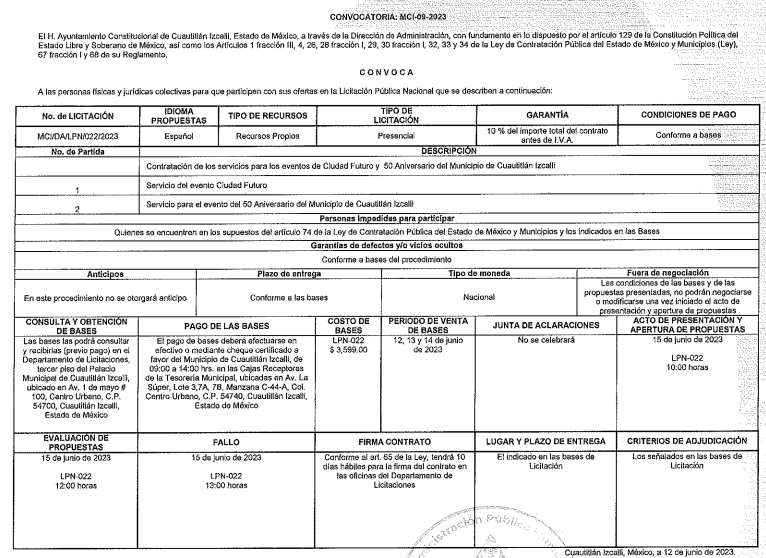 CONVOCATORIA: MCI-09-2023
El H. Ayuntamiento Constitucional de Cuautitlán Izcalli, Estado de México, a través de la Dirección de Administración, con fundamento en lo dispuesto por el artículo 129 de la Constitución Política del
Estado Libre y Soberano de México, así como los Artículos 1 fracción III, 4, 26, 28 fracción I, 29, 30 fracción I, 32, 33 y 34 de la Ley de Contratación Pública del Estado de México y Municipios (Ley),
67 fracción I y 68 de su Reglamento.
C O N V O C A
A las personas físicas y jurídicas colectivas para que participen con sus ofertas en la Licitación Pública Nacional que se describen a continuación:
No. de LICITACIÓN
IDIOMA
PROPUESTAS
TIPO DE RECURSOS
TIPO DE
LICITACIÓN
GARANTÍA
CONDICIONES DE PAGO
MCI/DA/LPN/022/2023
Español
Recursos Propios
Presencial
10 % del importe total del contrato
antes de I.V.A.
Conforme a bases
No. de Partida
DESCRIPCIÓN
Contratación de los servicios para los eventos de Ciudad Futuro y 50 Aniversario del Municipio de Cuautitlán Izcalli
1
Servicio del evento Ciudad Futuro
2
Servicio para el evento del 50 Aniversario del Municipio de Cuautitlán Izcalli
Personas impedidas para participar
Quienes se encuentren en los supuestos del artículo 74 de la Ley de Contratación Pública del Estado de México y Municipios y los indicados en las Bases
Garantías de defectos y/o vicios ocultos
Conforme a bases del procedimiento
Anticipos
Plazo de entrega
Tipo de moneda
Fuera de negociación
En este procedimiento no se otorgará anticipo
Conforme a las bases
Nacional
Las condiciones de las bases y de las
propuestas presentadas, no podrán negociarse
o modificarse una vez iniciado el acto de
presentación y apertura de propuestas
CONSULTA Y OBTENCIÓN
DE BASES
PAGO DE LAS BASES
COSTO DE
BASES
PERIODO DE VENTA
DE BASES
JUNTA DE ACLARACIONES
ACTO DE PRESENTACIÓN Y
APERTURA DE PROPUESTAS
Las bases las podrá consultar
y recibirlas (previo pago) en el
Departamento de Licitaciones,
tercer piso del Palacio
Municipal de Cuautitlán Izcalli,
ubicado en Av. 1 de mayo #
100, Centro Urbano, C.P.
54700, Cuautitlán Izcalli,
Estado de México
El pago de bases deberá efectuarse en
efectivo o mediante cheque certificado a
favor del Municipio de Cuautitlán Izcalli, de
09:00 a 14:00 hrs. en las Cajas Receptoras
de la Tesorería Municipal, ubicadas en Av. La
Súper, Lote 3,7A, 7B, Manzana C-44-A, Col.
Centro Urbano, C.P. 54740, Cuautitlán Izcalli,
Estado de México
LPN-022
$ 3,599.00
12, 13 y 14 de junio
de 2023
No se celebrará
15 de junio de 2023
LPN-022
10:00 horas
EVALUACIÓN DE
PROPUESTAS
FALLO
FIRMA CONTRATO
LUGAR Y PLAZO DE ENTREGA
CRITERIOS DE ADJUDICACIÓN
15 de junio de 2023
LPN-022
12:00 horas
15 de junio de 2023
LPN-022
13:00 horas
Conforme al art. 65 de la Ley, tendrá 10
días hábiles para la firma del contrato en
las oficinas del Departamento de
Licitaciones
El indicado en las bases de
Licitación
Los señalados en las bases de
Licitación
Administración Pública
Cuautitlán Izcalli, México, a 12 de junio de 2023.